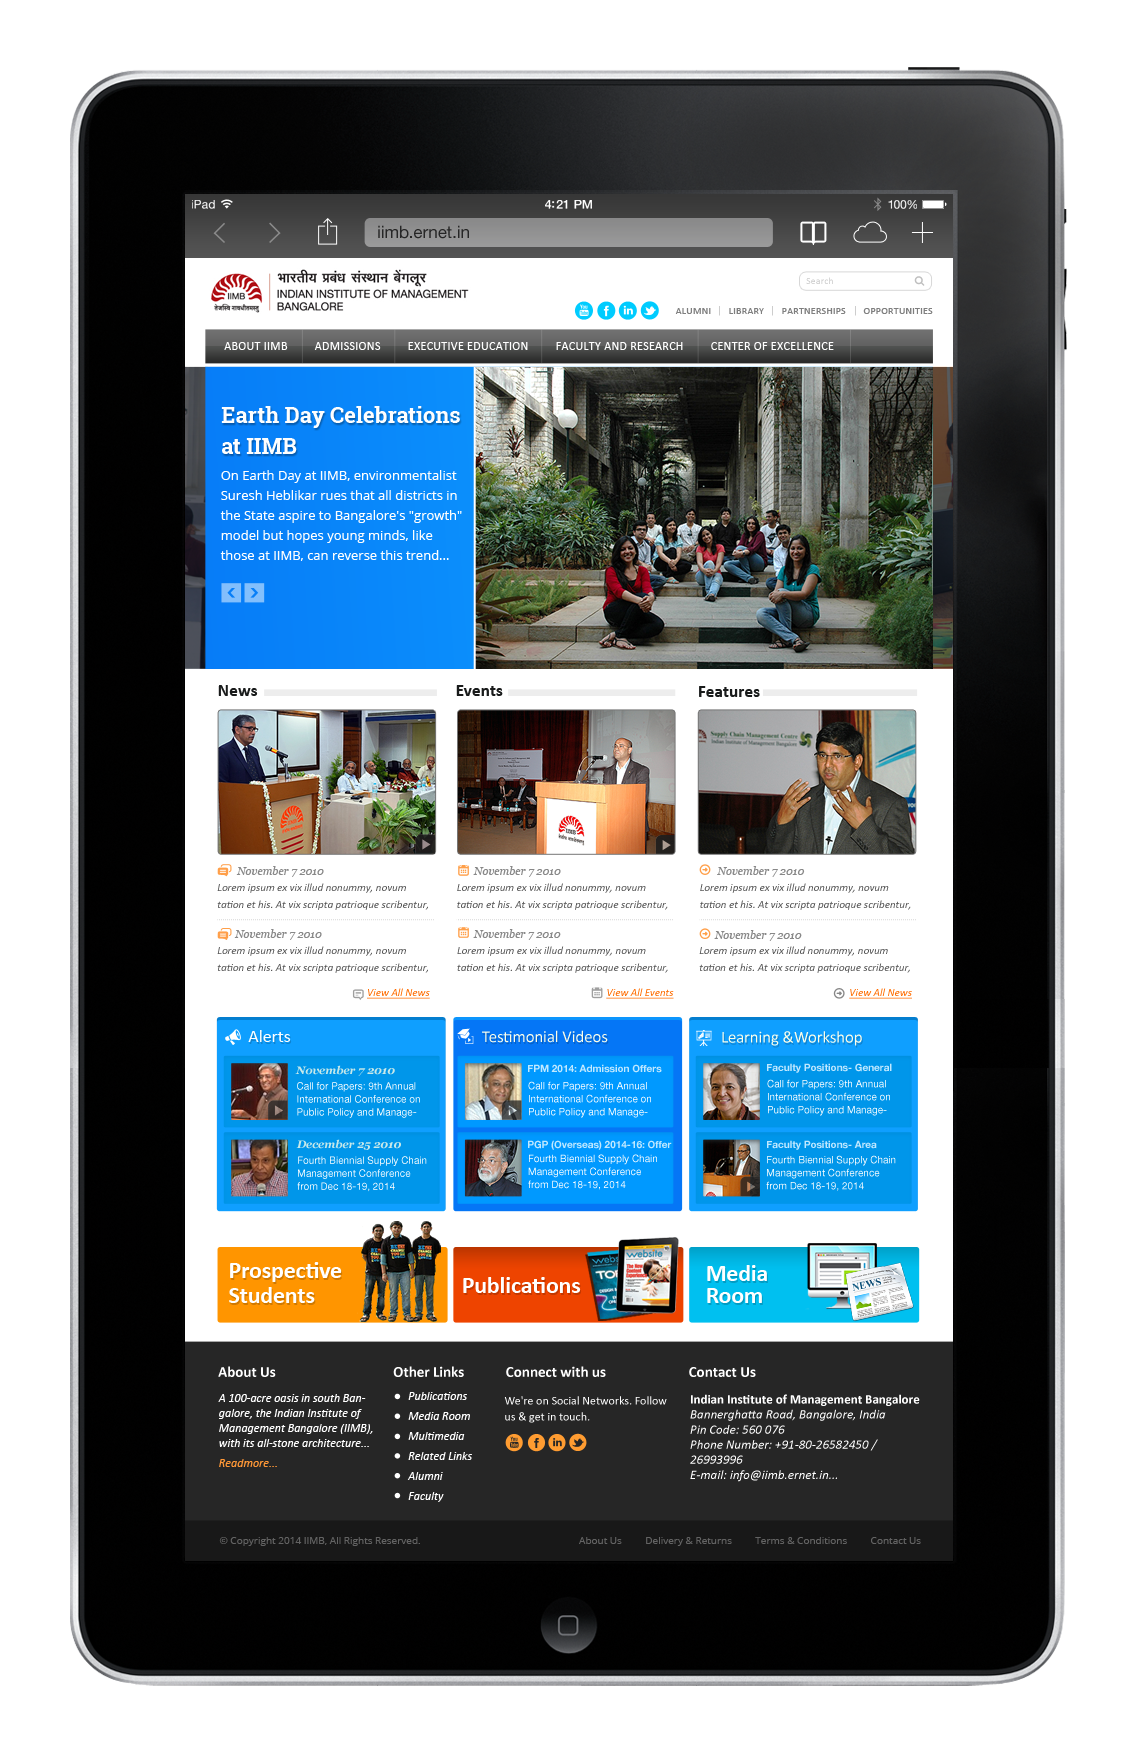 iPad
4:21 PM
100%
iimb.ernet.in
IIMB
तेजस्वि नावधीतमस्तु
भारतीय प्रबंध संस्थान बेंगलूर
INDIAN INSTITUTE OF MANAGEMENT
BANGALORE
Search
ALUMNI
LIBRARY
PARTNERSHIPS
OPPORTUNITIES
ABOUT IIMB
ADMISSIONS
EXECUTIVE EDUCATION
FACULTY AND RESEARCH
CENTER OF EXCELLENCE
Earth Day Celebrations
at IIMB
On Earth Day at IIMB, environmentalist
Suresh Heblikar rues that all districts in
the State aspire to Bangalore's "growth"
model but hopes young minds, like
those at IIMB, can reverse this trend...
News
November 7 2010
Lorem ipsum ex vix illud nonummy, novum
tation et his. At vix scripta patrioque scribentur,
November 7 2010
Lorem ipsum ex vix illud nonummy, novum
tation et his. At vix scripta patrioque scribentur,
View All News
Events
IIMB
November 7 2010
Lorem ipsum ex vix illud nonummy, novum
tation et his. At vix scripta patrioque scribentur,
November 7 2010
Lorem ipsum ex vix illud nonummy, novum
tation et his. At vix scripta patrioque scribentur,
View All Events
Features
Supply Chain Management Centre
Indian Institute of Management Bangalore
November 7 2010
Lorem ipsum ex vix illud nonummy, novum
tation et his. At vix scripta patrioque scribentur,
November 7 2010
Lorem ipsum ex vix illud nonummy, novum
tation et his. At vix scripta patrioque scribentur,
View All News
Alerts
November 7 2010
Call for Papers: 9th Annual
International Conference on
Public Policy and Manage-
December 25 2010
Fourth Biennial Supply Chain
Management Conference
from Dec 18-19, 2014
Testimonial Videos
FPM 2014: Admission Offers
Call for Papers: 9th Annual
International Conference on
Public Policy and Manage-
PGP (Overseas) 2014-16: Offer
Fourth Biennial Supply Chain
Management Conference
from Dec 18-19, 2014
Learning &Workshop
Faculty Positions- General
Call for Papers: 9th Annual
International Conference on
Public Policy and Manage-
Faculty Positions- Area
Fourth Biennial Supply Chain
Management Conference
from Dec 18-19, 2014
Prospective
Students
Publications
website
Media
Room
NEWS
About Us
A 100-acre oasis in south Ban-
galore, the Indian Institute of
Management Bangalore (IIMB),
with its all-stone architecture...
Readmore...
Other Links
Publications
Media Room
Multimedia
Related Links
Alumni
Faculty
Connect with us
We're on Social Networks. Follow
us & get in touch.
Contact Us
Indian Institute of Management Bangalore
Bannerghatta Road, Bangalore, India
Pin Code: 560 076
Phone Number: +91-80-26582450 /
26993996
E-mail: info@iimb.ernet.in...
© Copyright 2014 IIMB, All Rights Reserved.
About Us
Delivery & Returns
Terms & Conditions
Contact Us